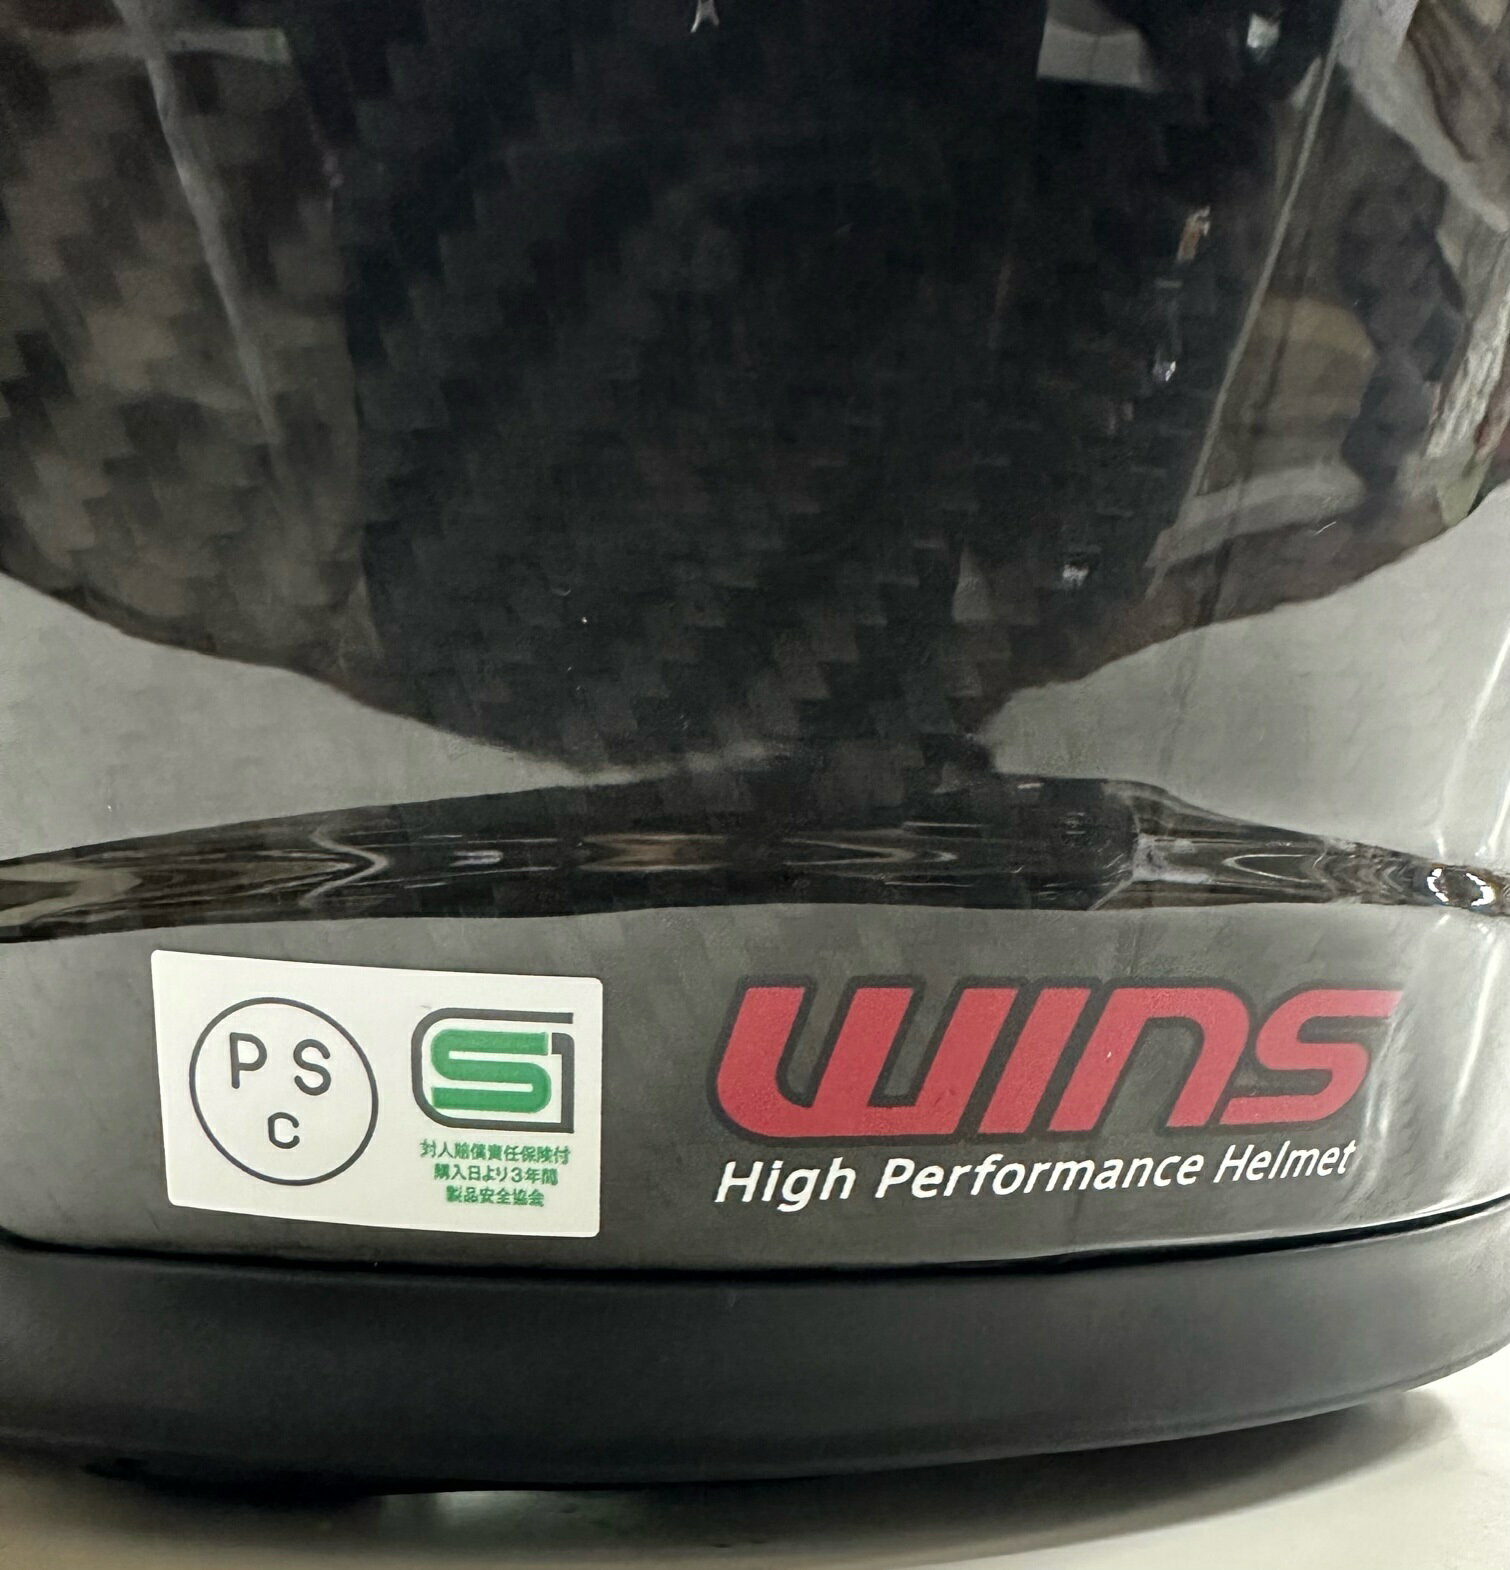 P S
C
S
対人賠償責任保険付
購入日より3年間
製品安全協会
WINS
High Performance Helmet